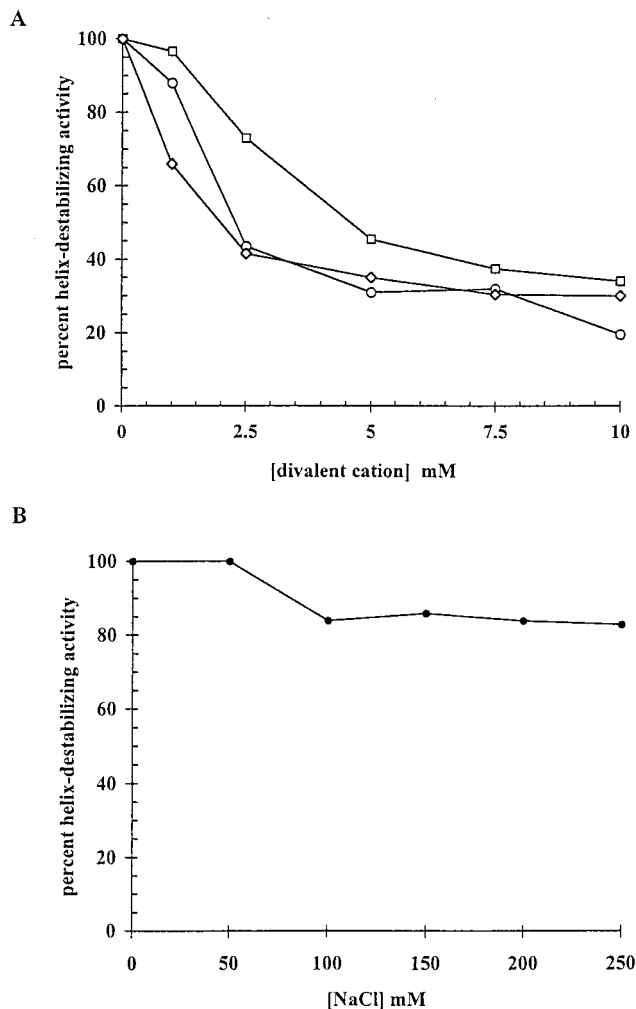 A
percent helix-destabilizing activity
100
80
60
40
20
0
0 2.5 5 7.5 10
[divalent cation] mM
B
percent helix-destabilizing activity
100
80
60
40
20
0
0 50 100 150 200 250
[NaCl] mM